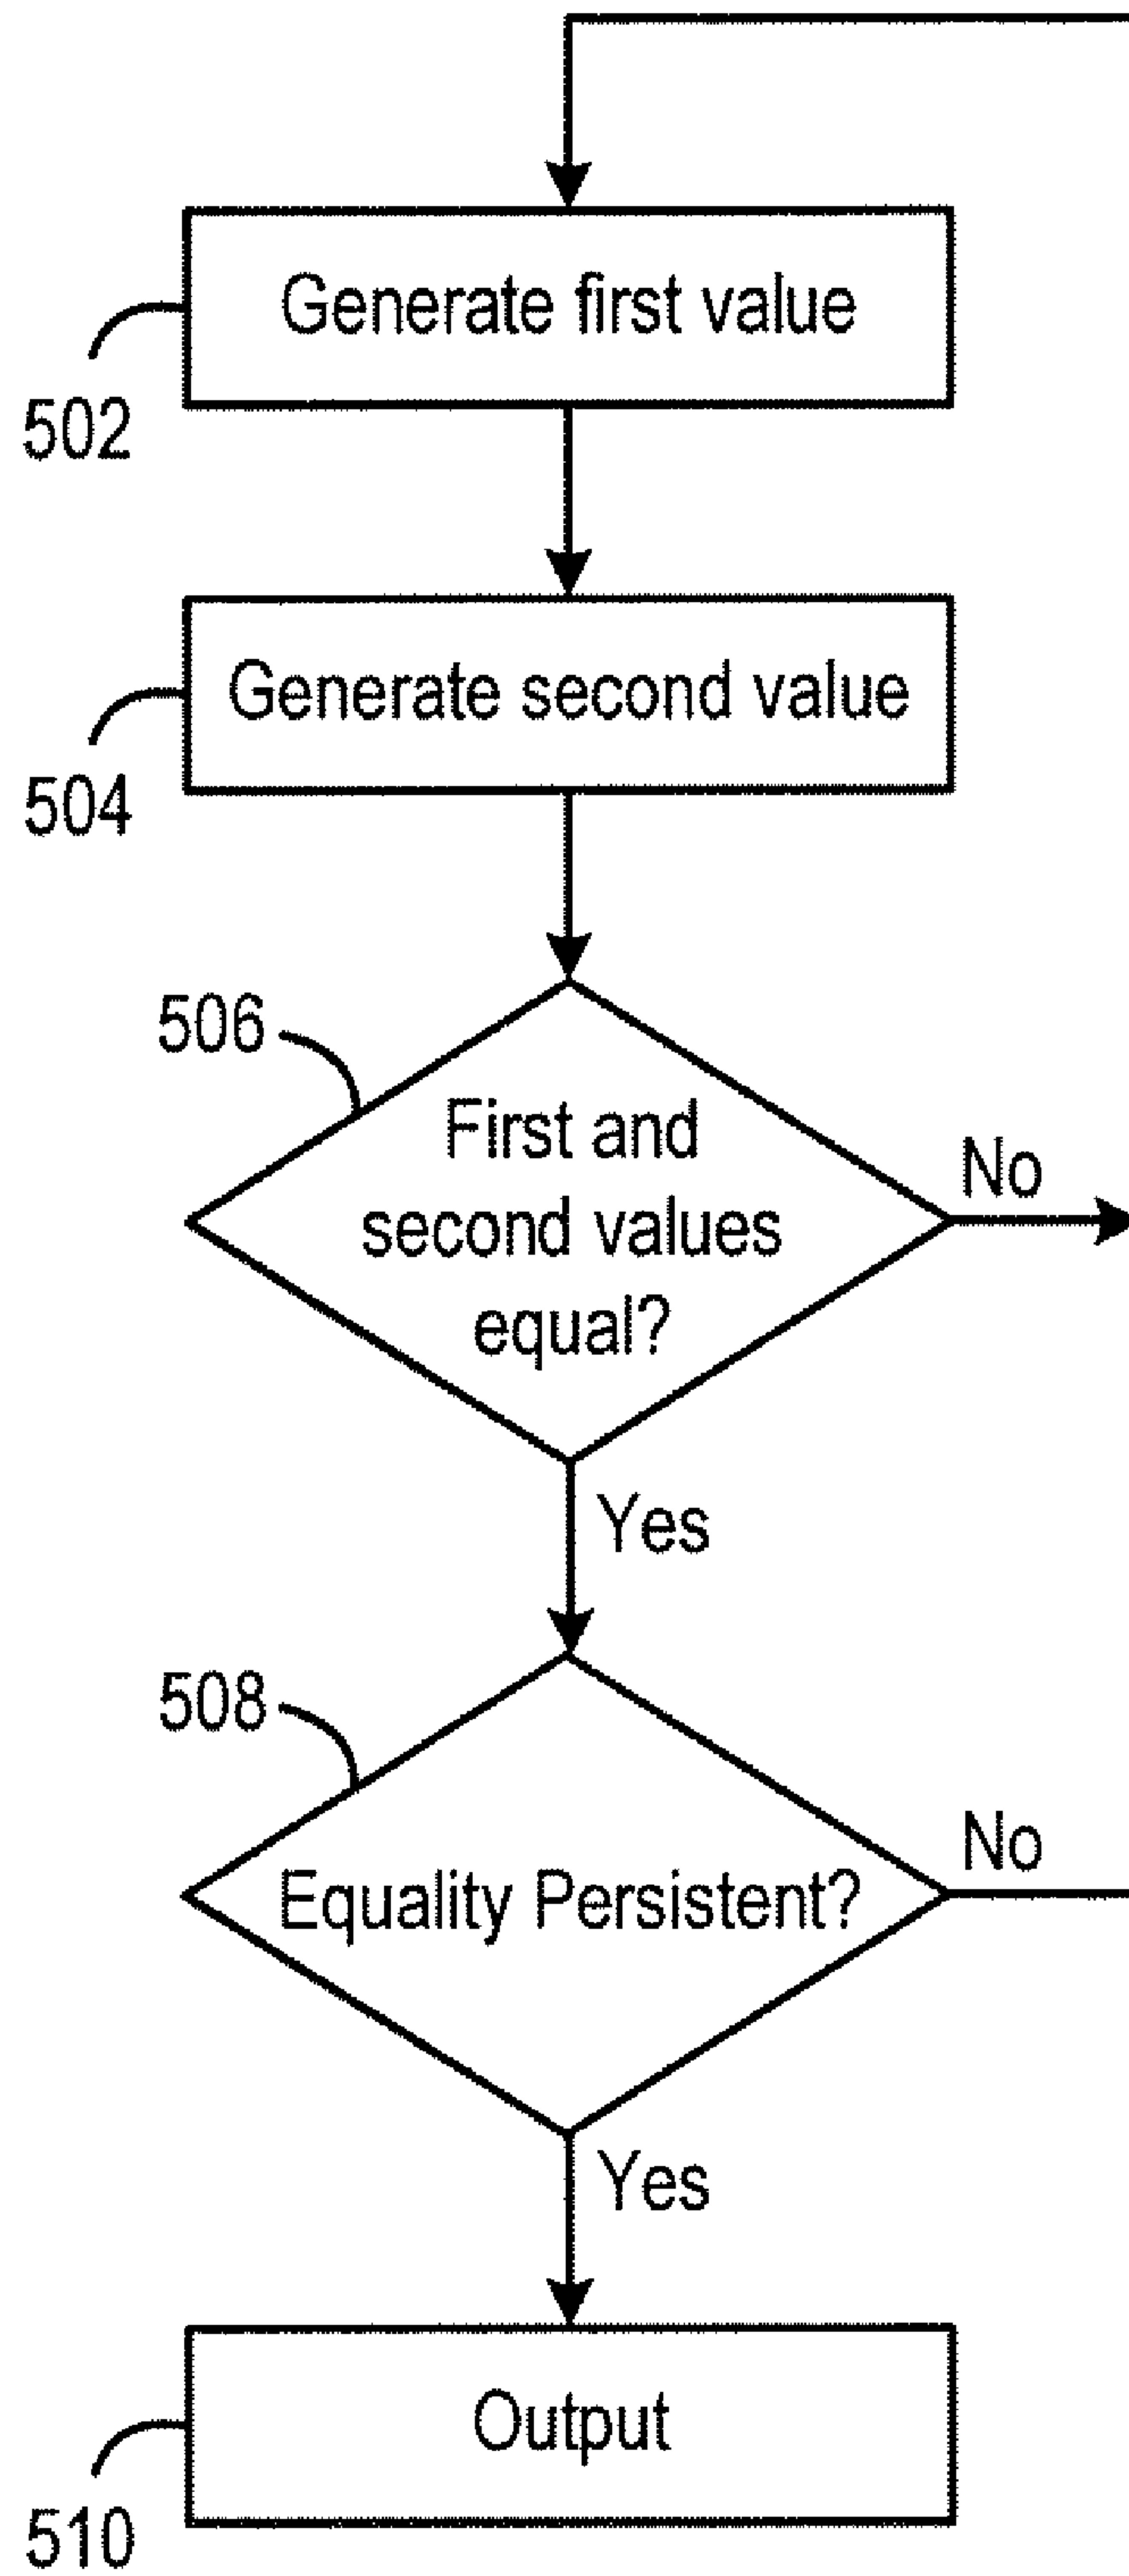 Generate first value
502
Generate second value
504
506
First and
second values
equal?
No
Yes
508
Equality Persistent?
No
Yes
Output
510